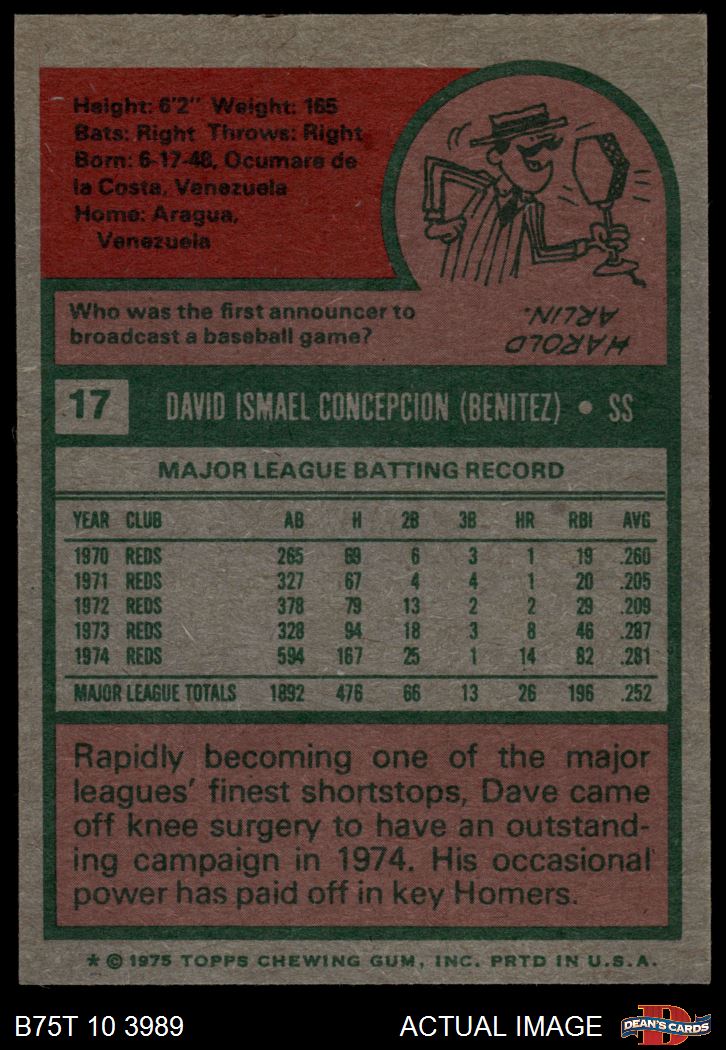 Height: 6'2" Weight: 165
Bats: Right Throws: Right
Born: 6-17-48, Ocumare de
la Costa, Venezuela
Home: Aragua,
Venezuela
Who was the first announcer to
broadcast a baseball game?
HAROLD
ARLIN.
17 DAVID ISMAEL CONCEPCION (BENITEZ) • SS
MAJOR LEAGUE BATTING RECORD
YEAR CLUB AB H 2B 3B HR RBI AVG
1970 REDS 265 69 6 3 1 19 .260
1971 REDS 327 67 4 4 1 20 .205
1972 REDS 378 79 13 2 2 29 .209
1973 REDS 328 94 18 3 8 46 .287
1974 REDS 594 167 25 1 14 82 .281
MAJOR LEAGUE TOTALS 1892 476 66 13 26 196 .252
Rapidly becoming one of the major
leagues' finest shortstops, Dave came
off knee surgery to have an outstand-
ing campaign in 1974. His occasional
power has paid off in key Homers.
* © 1975 TOPPS CHEWING GUM, INC. PRTD IN U.S.A.
B75T 10 3989 ACTUAL IMAGE
D
DEAN'S CARDS